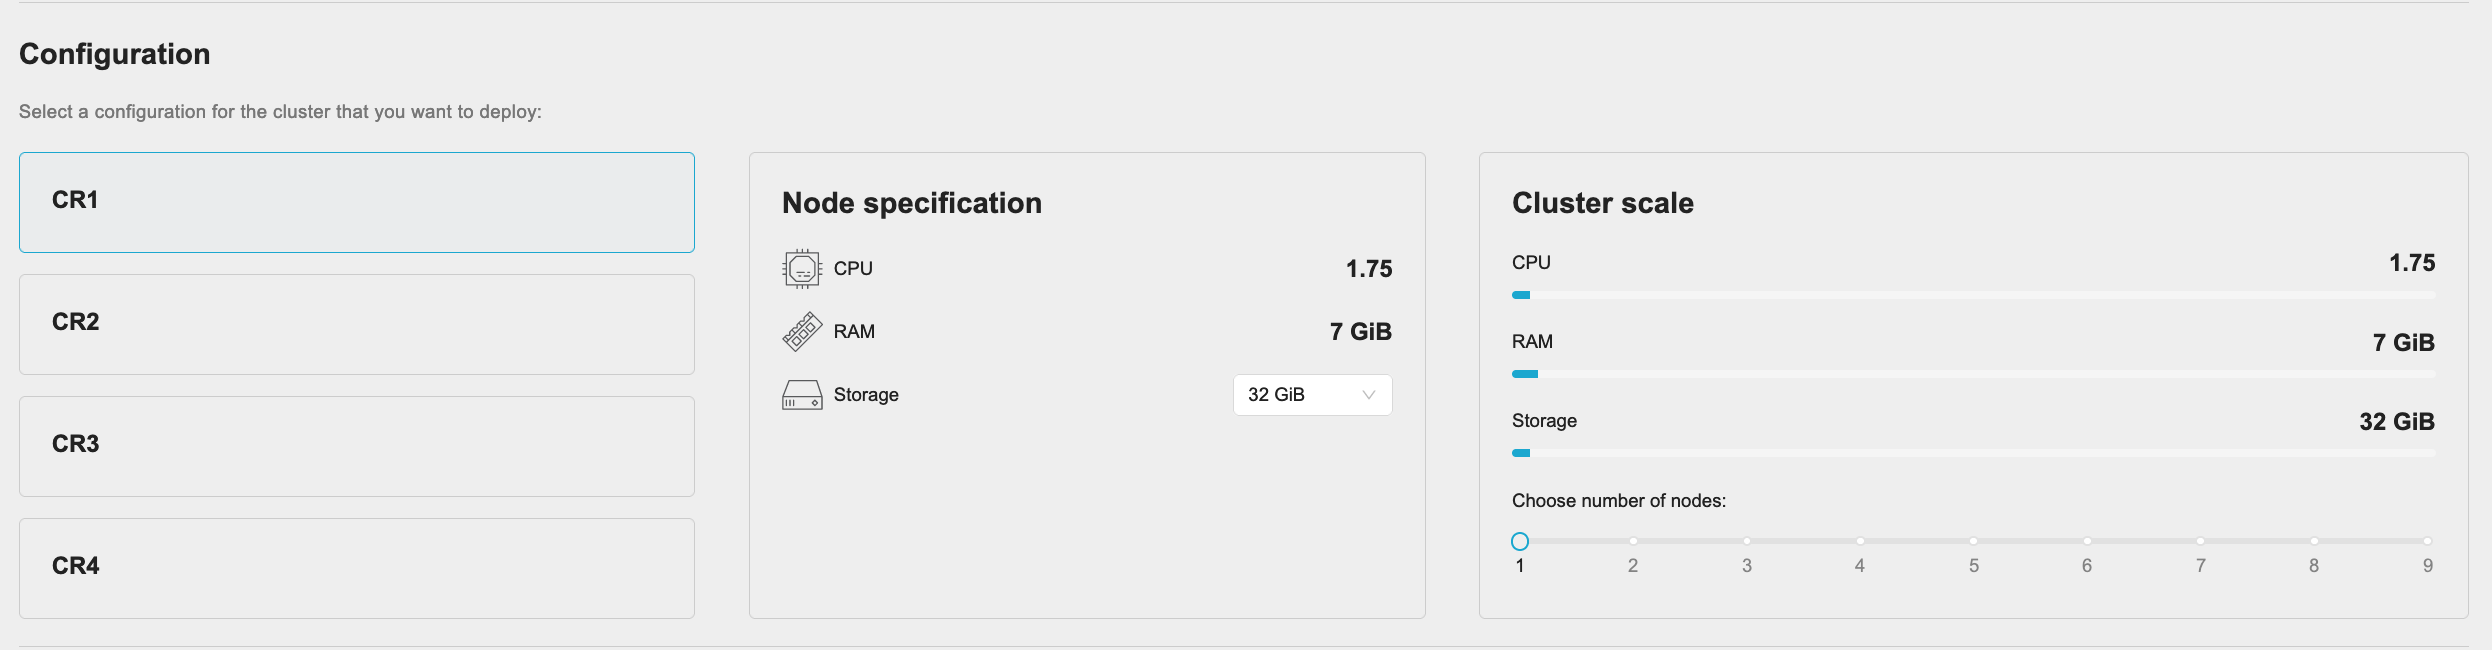 Configuration
Select a configuration for the cluster that you want to deploy:
CR1
CR2
CR3
CR4
Node specification
CPU 1.75
RAM 7 GiB
Storage 32 GiB
Cluster scale
CPU 1.75
RAM 7 GiB
Storage 32 GiB
Choose number of nodes:
1 2 3 4 5 6 7 8 9